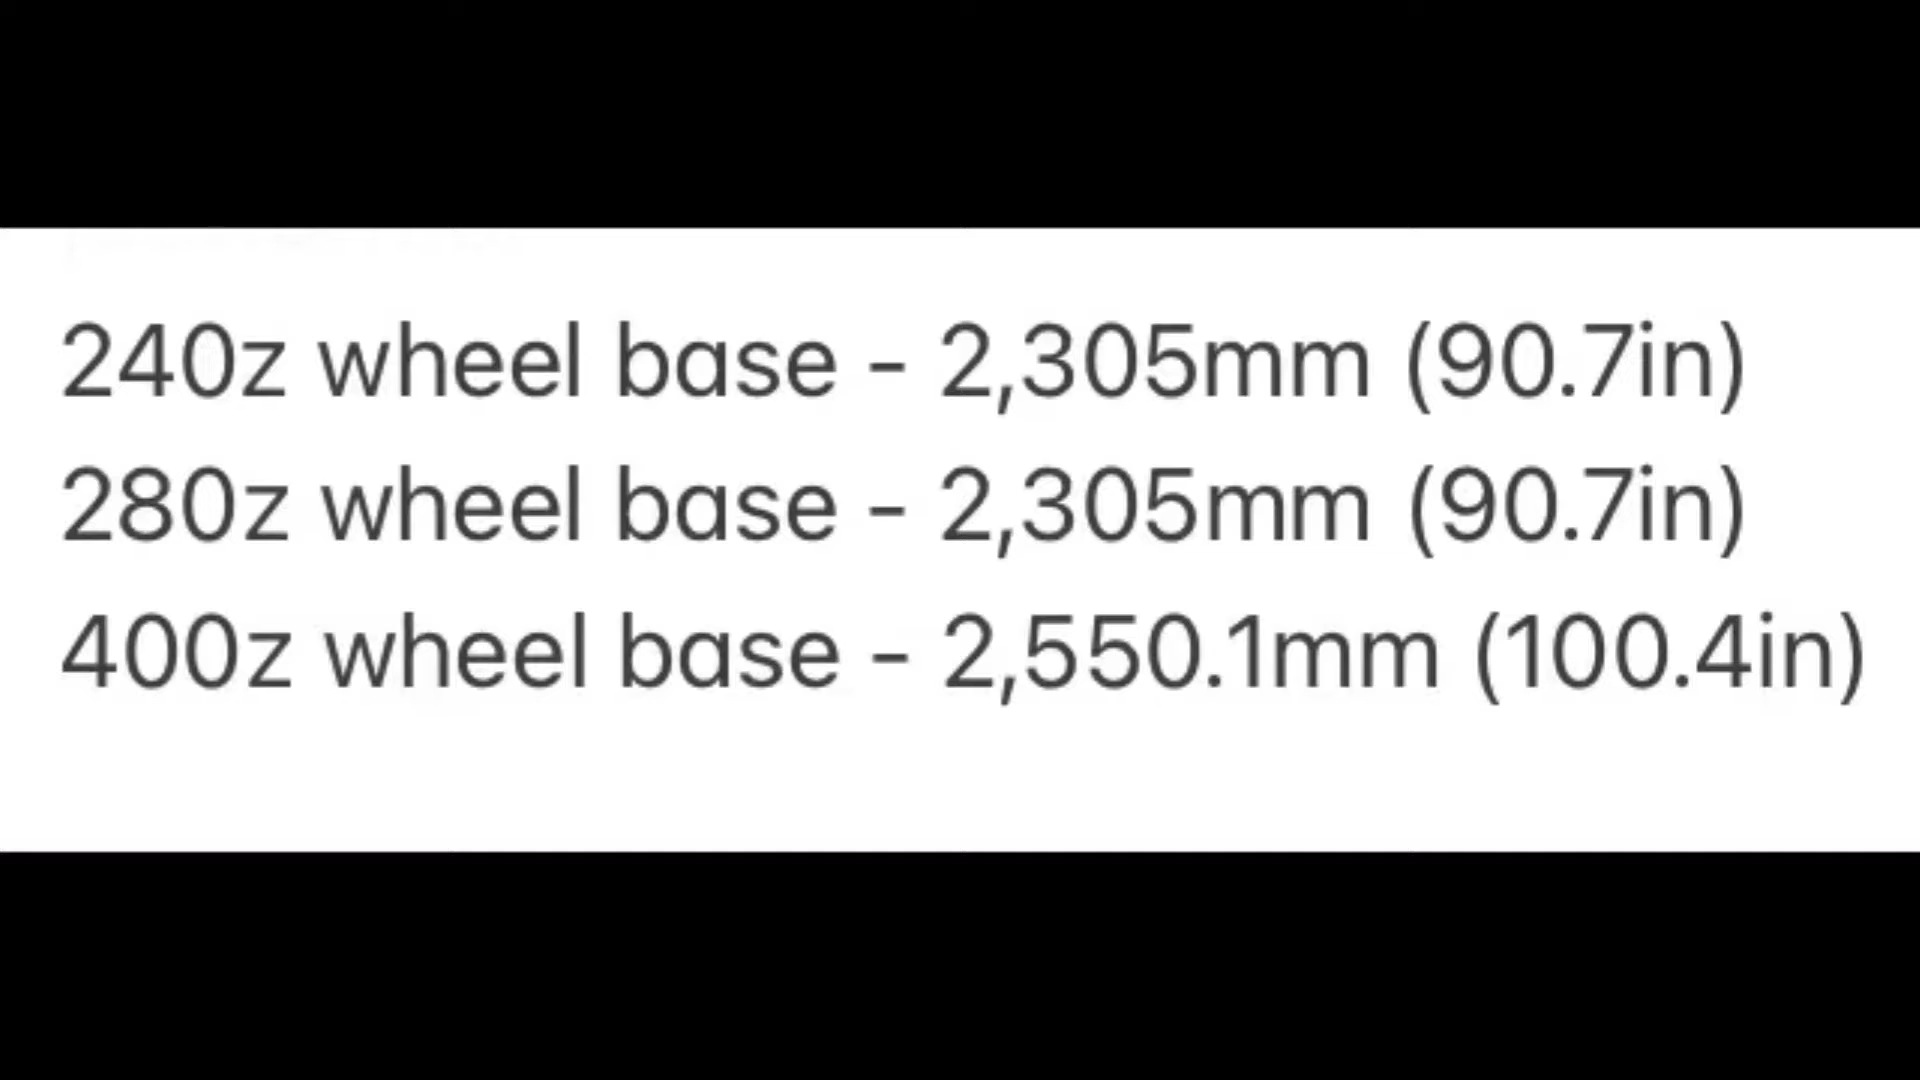 240z wheel base - 2,305mm (90.7in)
280z wheel base - 2,305mm (90.7in)
400z wheel base - 2,550.1mm (100.4in)